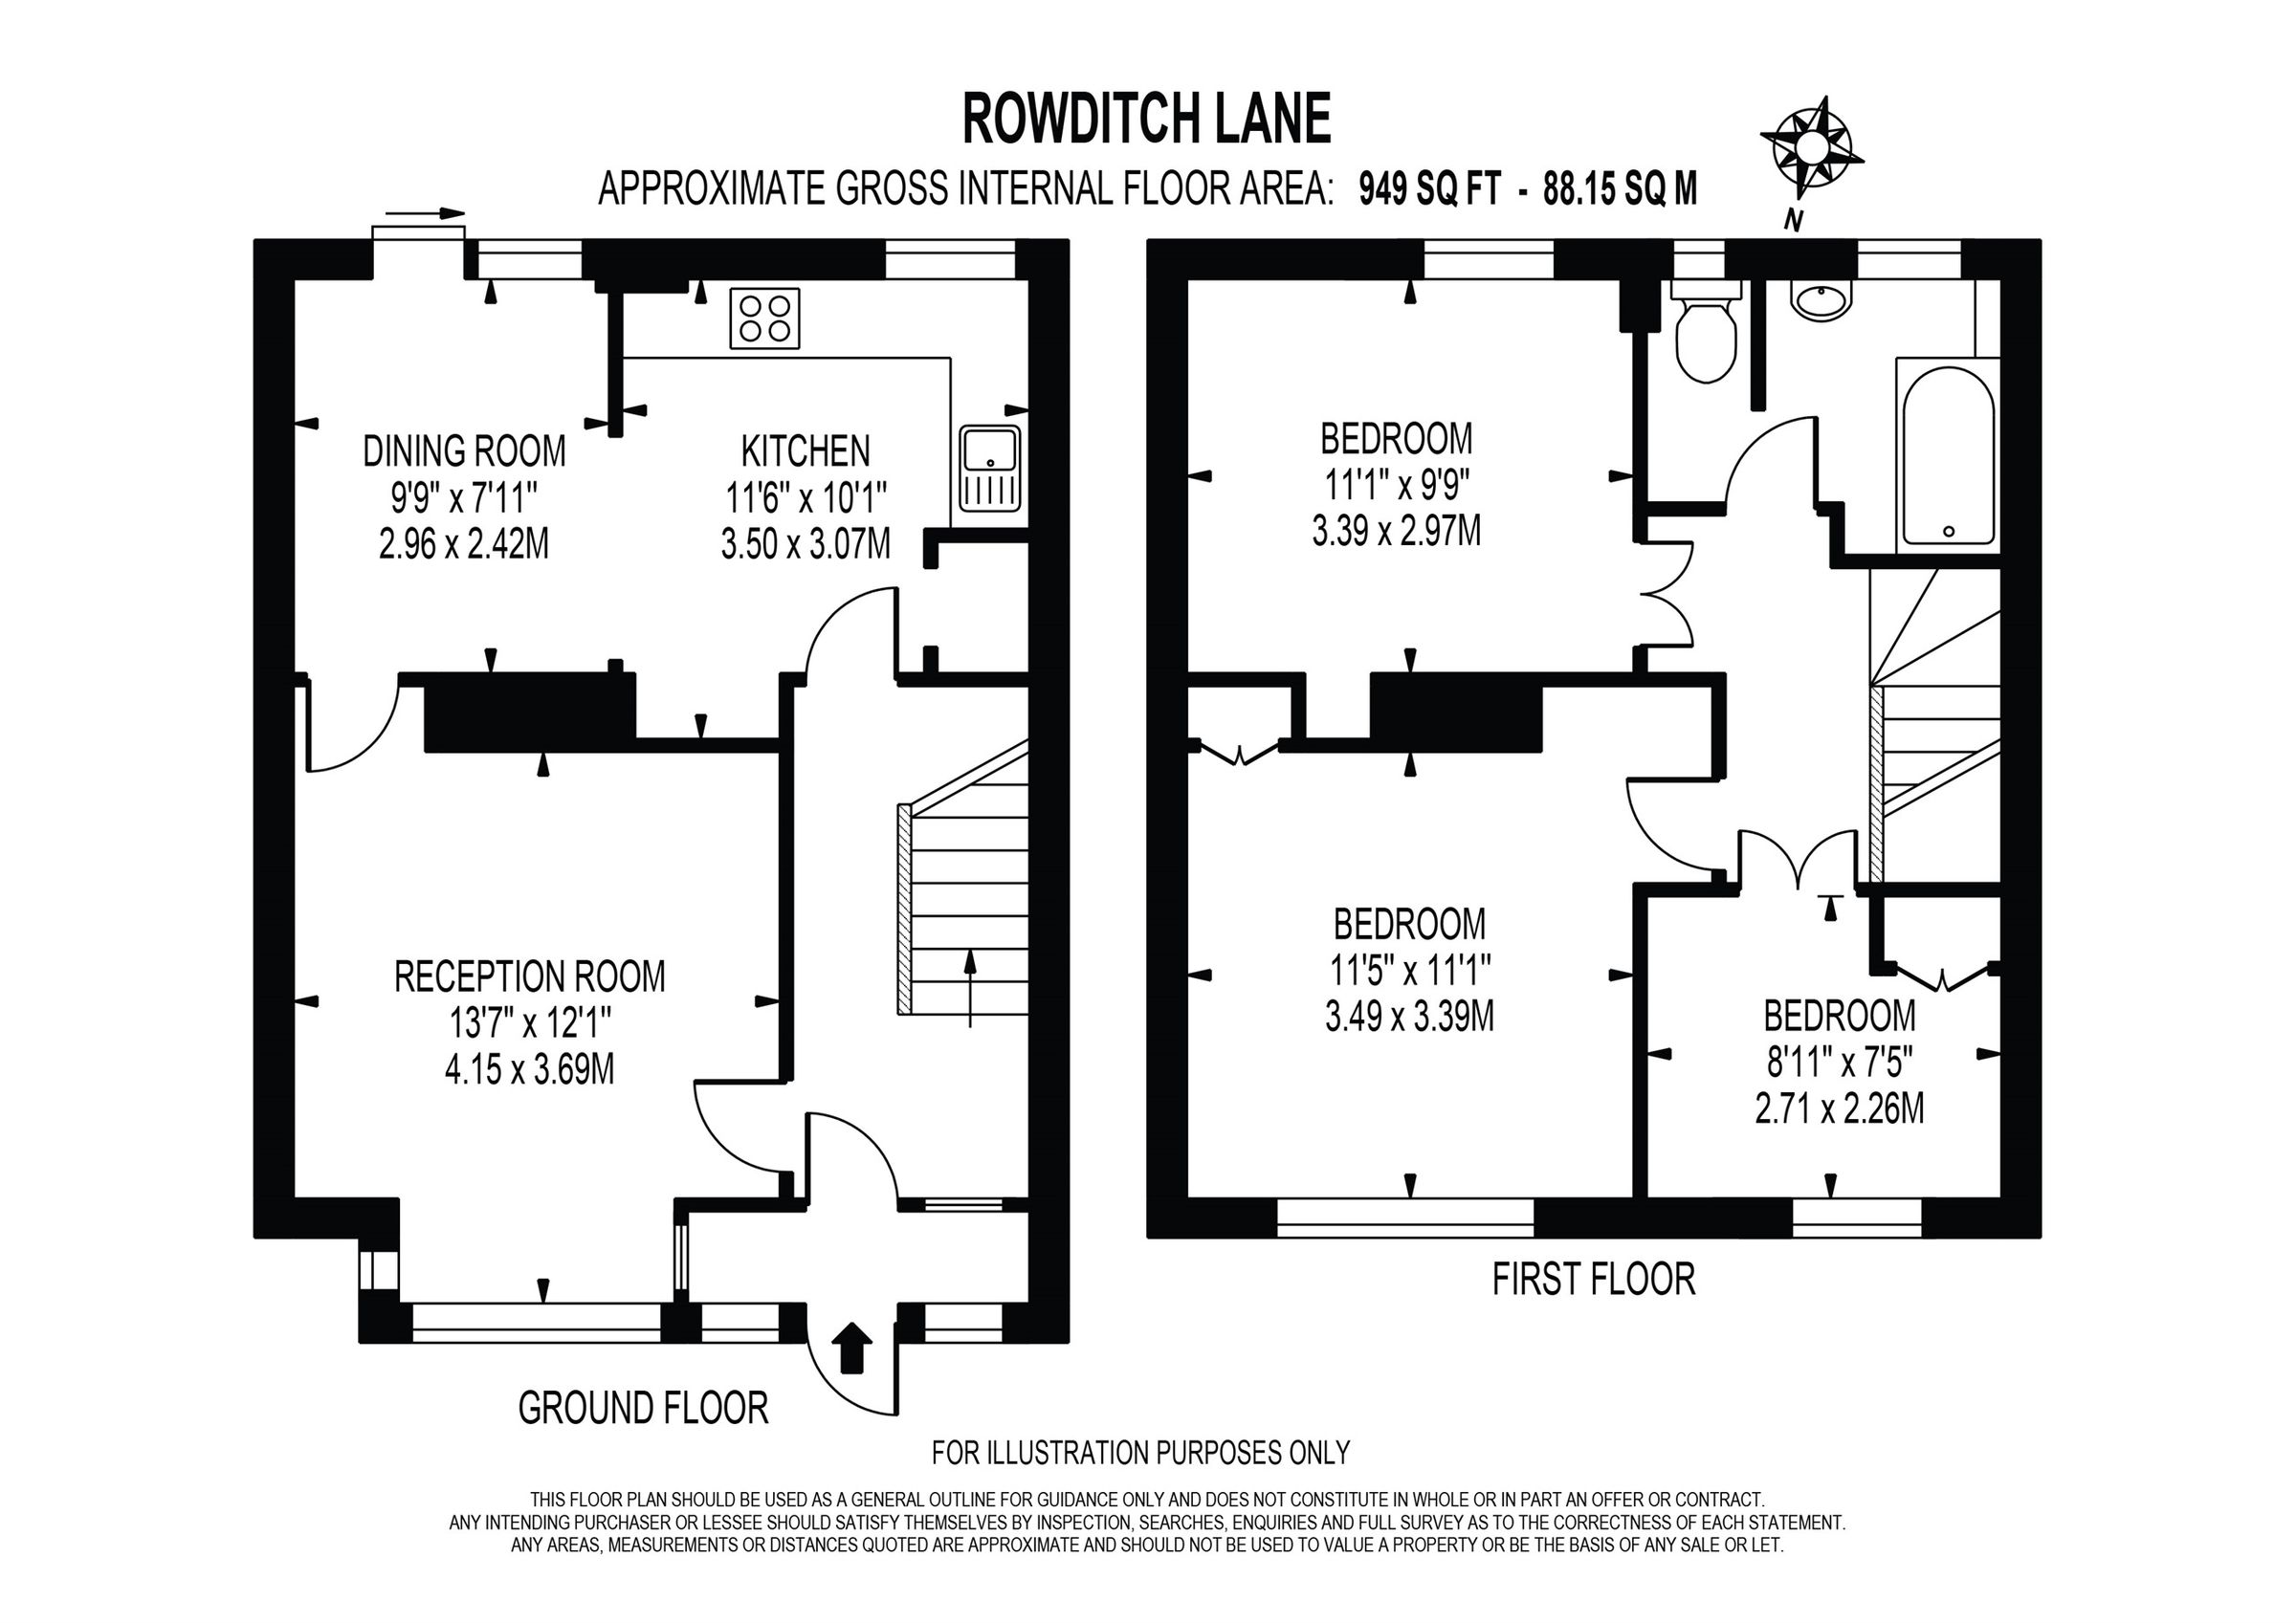 ROWDITCH LANE
APPROXIMATE GROSS INTERNAL FLOOR AREA: 949 SQ FT - 88.15 SQ M
N
DINING ROOM
9'9" x 7'11"
2.96 x 2.42M
KITCHEN
11'6" x 10'1"
3.50 x 3.07M
BEDROOM
11'1" x 9'9"
3.39 x 2.97M
RECEPTION ROOM
13'7" x 12'1"
4.15 x 3.69M
BEDROOM
11'5" x 11'1"
3.49 x 3.39M
BEDROOM
8'11" x 7'5"
2.71 x 2.26M
FIRST FLOOR
GROUND FLOOR
FOR ILLUSTRATION PURPOSES ONLY
THIS FLOOR PLAN SHOULD BE USED AS A GENERAL OUTLINE FOR GUIDANCE ONLY AND DOES NOT CONSTITUTE IN WHOLE OR IN PART AN OFFER OR CONTRACT.
ANY INTENDING PURCHASER OR LESSEE SHOULD SATISFY THEMSELVES BY INSPECTION, SEARCHES, ENQUIRIES AND FULL SURVEY AS TO THE CORRECTNESS OF EACH STATEMENT.
ANY AREAS, MEASUREMENTS OR DISTANCES QUOTED ARE APPROXIMATE AND SHOULD NOT BE USED TO VALUE A PROPERTY OR BE THE BASIS OF ANY SALE OR LET.